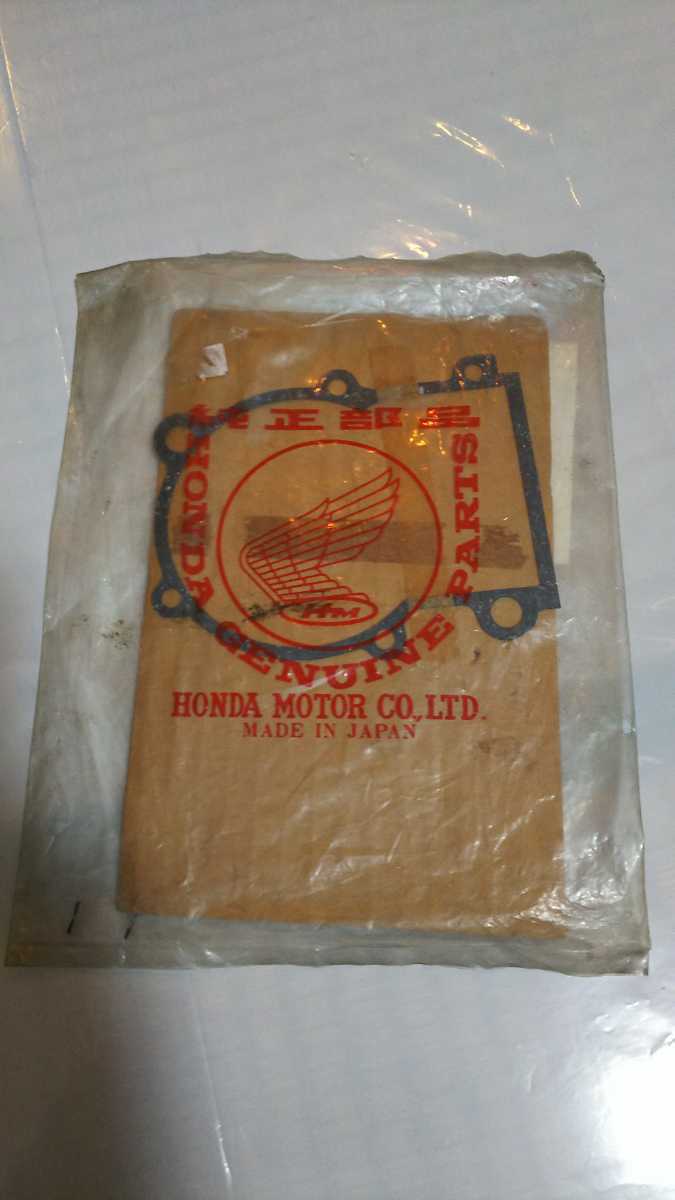 純正部品
HONDA GENUINE PARTS
HM
HONDA MOTOR CO., LTD.
MADE IN JAPAN